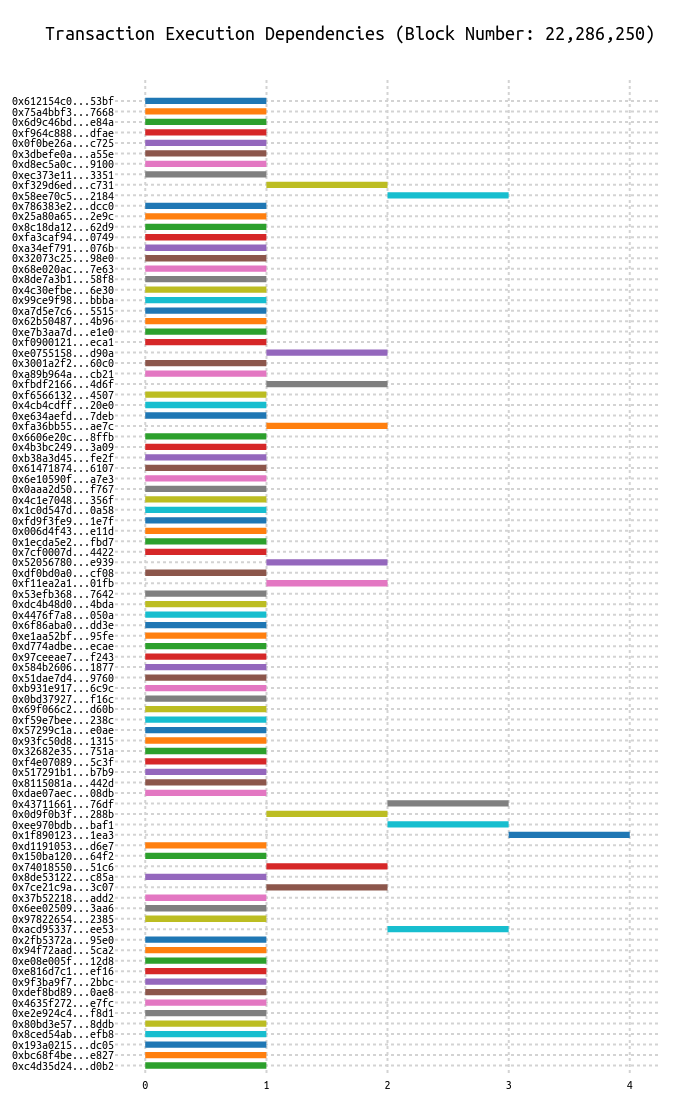 Transaction Execution Dependencies (Block Number: 22,286,250)
0x612154c0...53bf
0x75a4bbf3...7668
0x6d9c46bd...e84a
0xf964c888...dfae
0x0f0be26a...c725
0x3dbefe0a...a55e
0xd8ec5a0c...9100
0xec373e11...3351
0xf329d6ed...c731
0x58ee70c5...2184
0x786383e2...dcc0
0x25a80a65...2e9c
0x8c18da12...62d9
0xfa3caf94...0749
0xa34ef791...076b
0x32073c25...98e0
0x68e020ac...7e63
0x8de7a3b1...58f8
0x4c30efbe...6e30
0x99ce9f98...bbba
0xa7d5e7c6...5515
0x62b50487...4b96
0xe7b3aa7d...e1e0
0xf0900121...eca1
0xe0755158...d90a
0x3001a2f2...60c0
0xa89b964a...cb21
0xfbdf2166...4d6f
0xf6566132...4507
0x4cb4cdff...20e0
0xe634aefd...7deb
0xfa36bb55...ae7c
0x6606e20c...8ffb
0x4b3bc249...3a09
0xb38a3d45...fe2f
0x61471874...6107
0x6e10590f...a7e3
0x0aaa2d50...f767
0x4c1e7048...356f
0x1c0d547d...0a58
0xfd9f3fe9...1e7f
0x006d4f43...e11d
0x1ecda5e2...fbd7
0x7cf0007d...4422
0x52056780...e939
0xdf0bd0a0...cf08
0xf11ea2a1...01fb
0x53efb368...7642
0xdc4b48d0...4bda
0x4476f7a8...050a
0x6f86aba0...dd3e
0xe1aa52bf...95fe
0xd774adbe...ecae
0x97ceeae7...f243
0x584b2606...1877
0x51dae7d4...9760
0xb931e917...6c9c
0x0bd37927...f16c
0x69f066c2...d60b
0xf59e7bee...238c
0x57299c1a...e0ae
0x93fc50d8...1315
0x32682e35...751a
0xf4e07089...5c3f
0x517291b1...b7b9
0x8115081a...442d
0xdae07aec...08db
0x43711661...76df
0x0d9f0b3f...288b
0xee970bdb...baf1
0x1f890123...1ea3
0xd1191053...d6e7
0x150ba120...64f2
0x74018550...51c6
0x8de53122...c85a
0x7ce21c9a...3c07
0x37b52218...add2
0x6ee02509...3aa6
0x97822654...2385
0xacd95337...ee53
0x2fb5372a...95e0
0x94f72aad...5ca2
0xe08e005f...12d8
0xe816d7c1...ef16
0x9f3ba9f7...2bbc
0xdef8bd89...0ae8
0x4635f272...e7fc
0xe2e924c4...f8d1
0x80bd3e57...8ddb
0x8ced54ab...efb8
0x193a0215...dc05
0xbc68f4be...e827
0xc4d35d24...d0b2
0 1 2 3 4